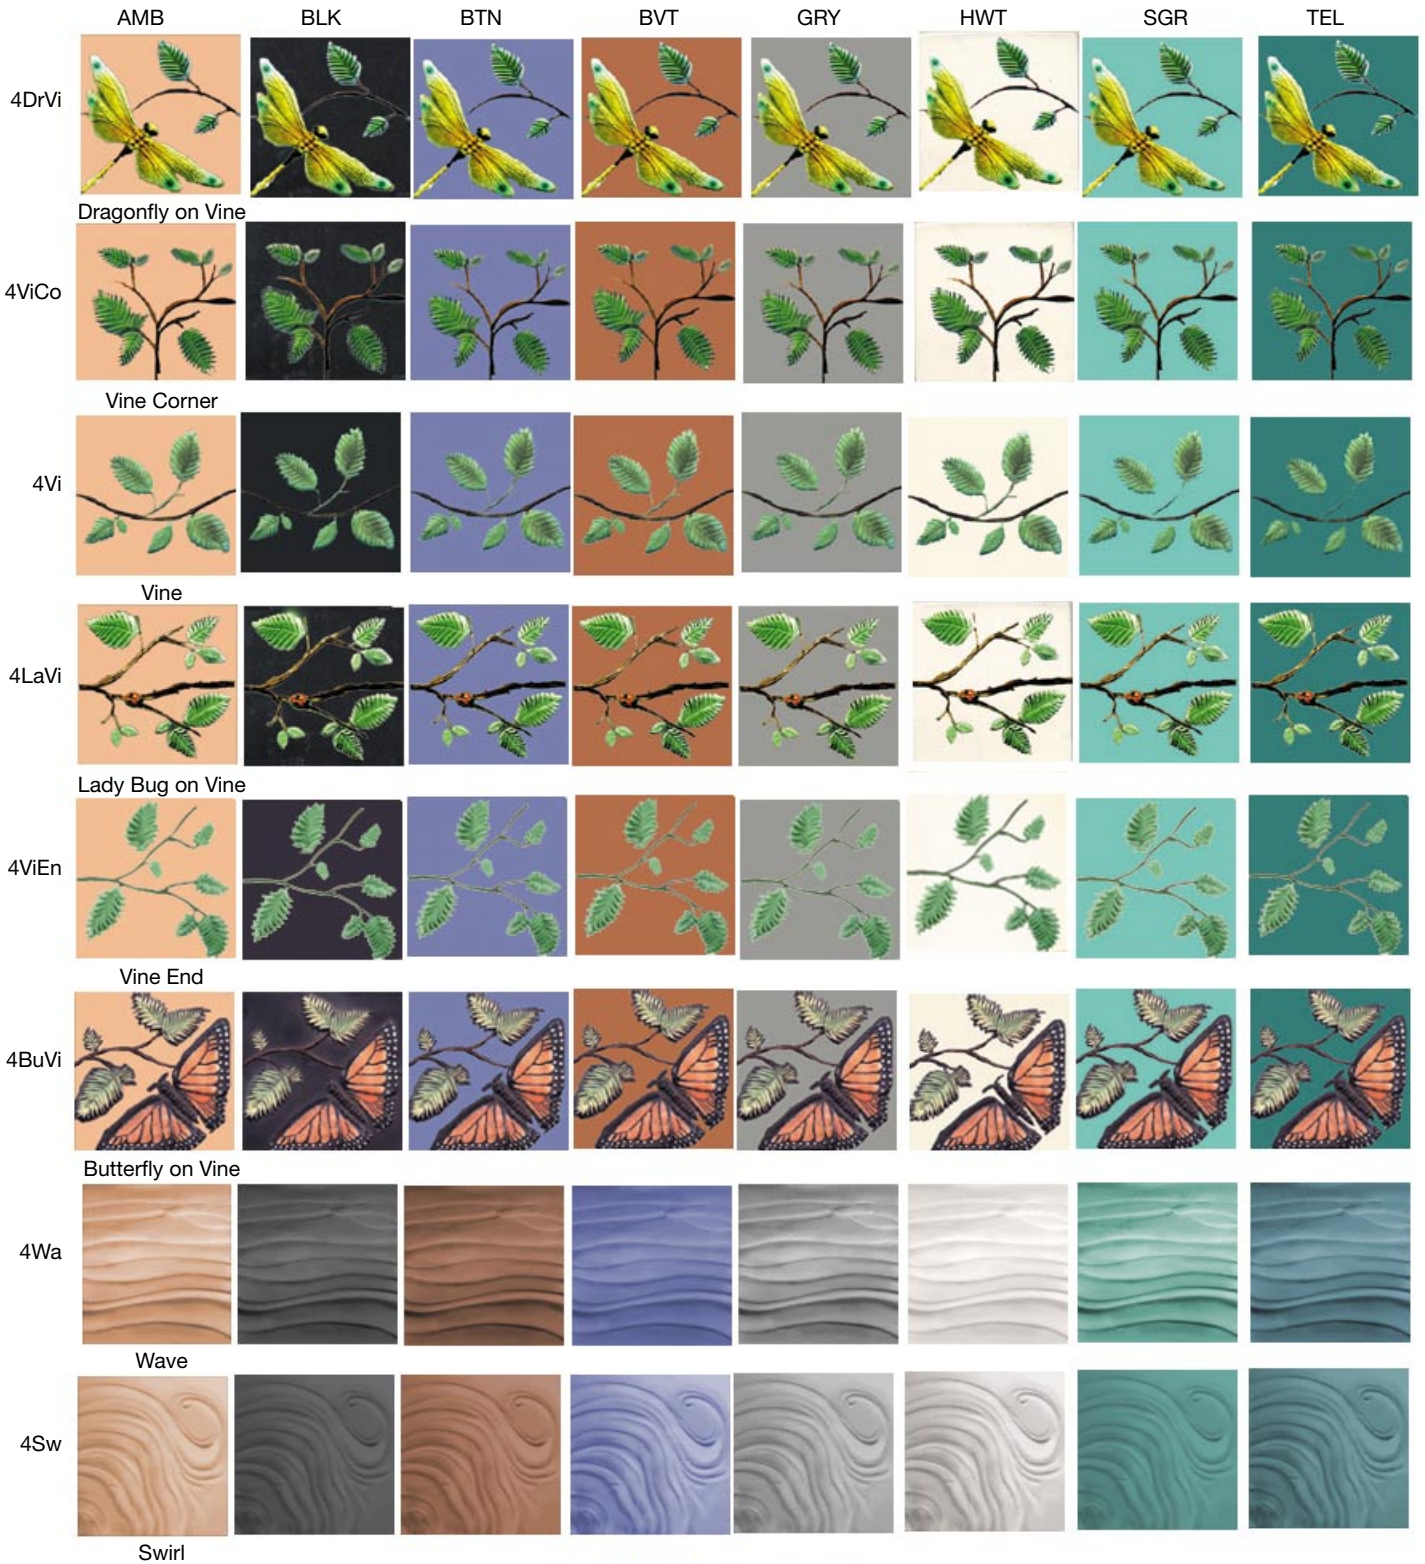 AMB BLK BTN BVT GRY HWT SGR TEL
4DrVi
Dragonfly on Vine
4ViCo
Vine Corner
4Vi
Vine
4LaVi
Lady Bug on Vine
4ViEn
Vine End
4BuVi
Butterfly on Vine
4Wa
Wave
4Sw
Swirl